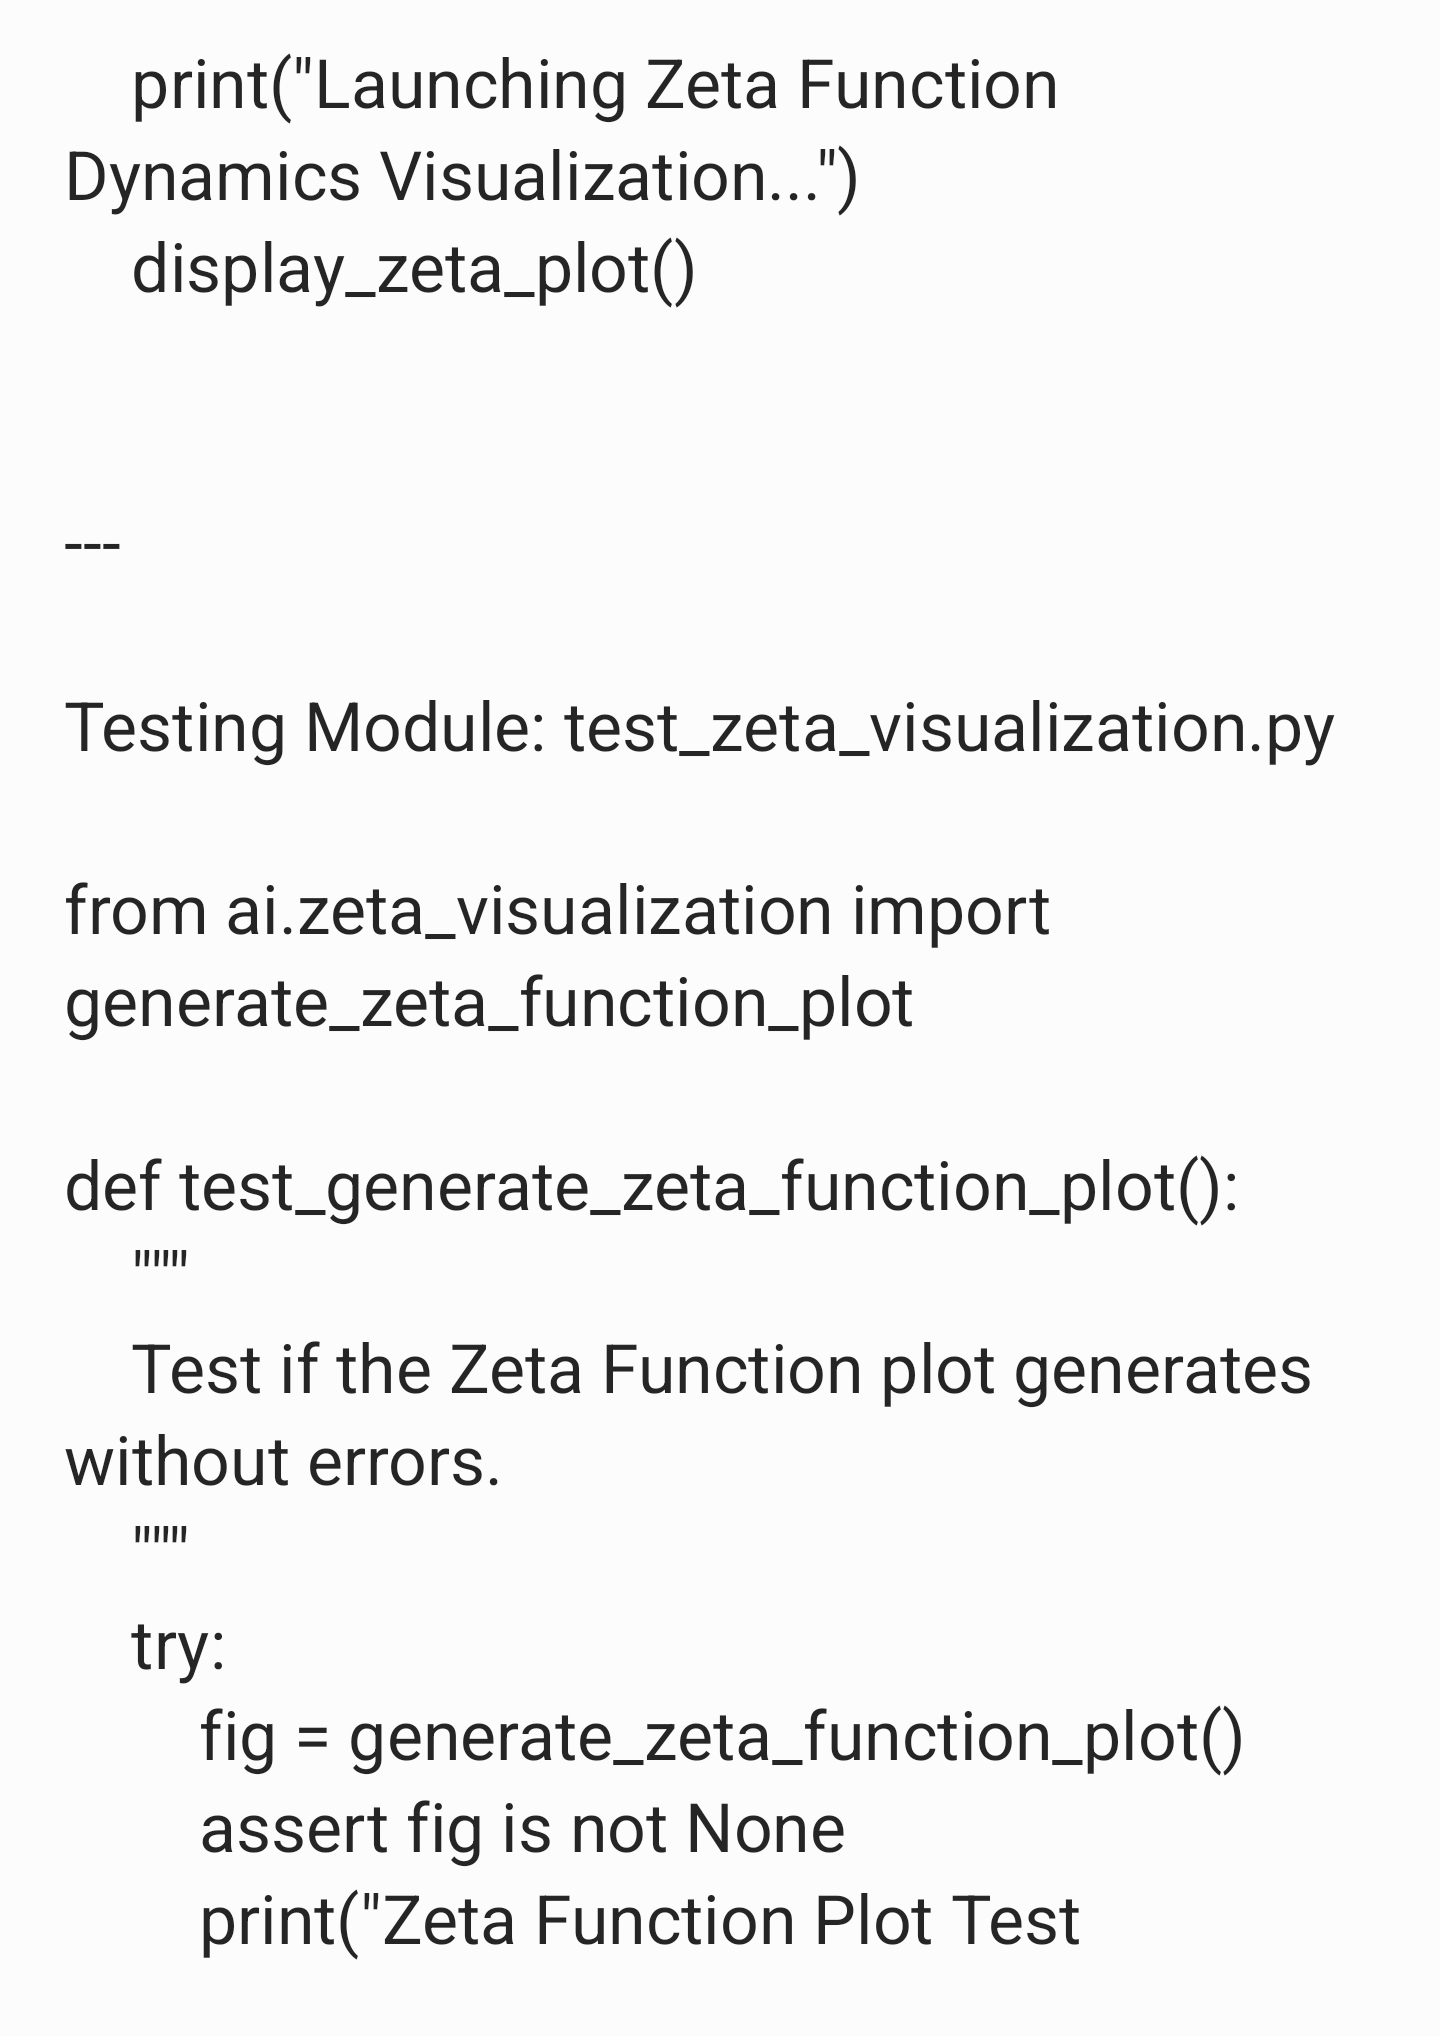 print("Launching Zeta Function
Dynamics Visualization...")
display_zeta_plot()
---
Testing Module: test_zeta_visualization.py
from ai.zeta_visualization import
generate_zeta_function_plot
def test_generate_zeta_function_plot():
"""
Test if the Zeta Function plot generates
without errors.
"""
try:
fig = generate_zeta_function_plot()
assert fig is not None
print("Zeta Function Plot Test